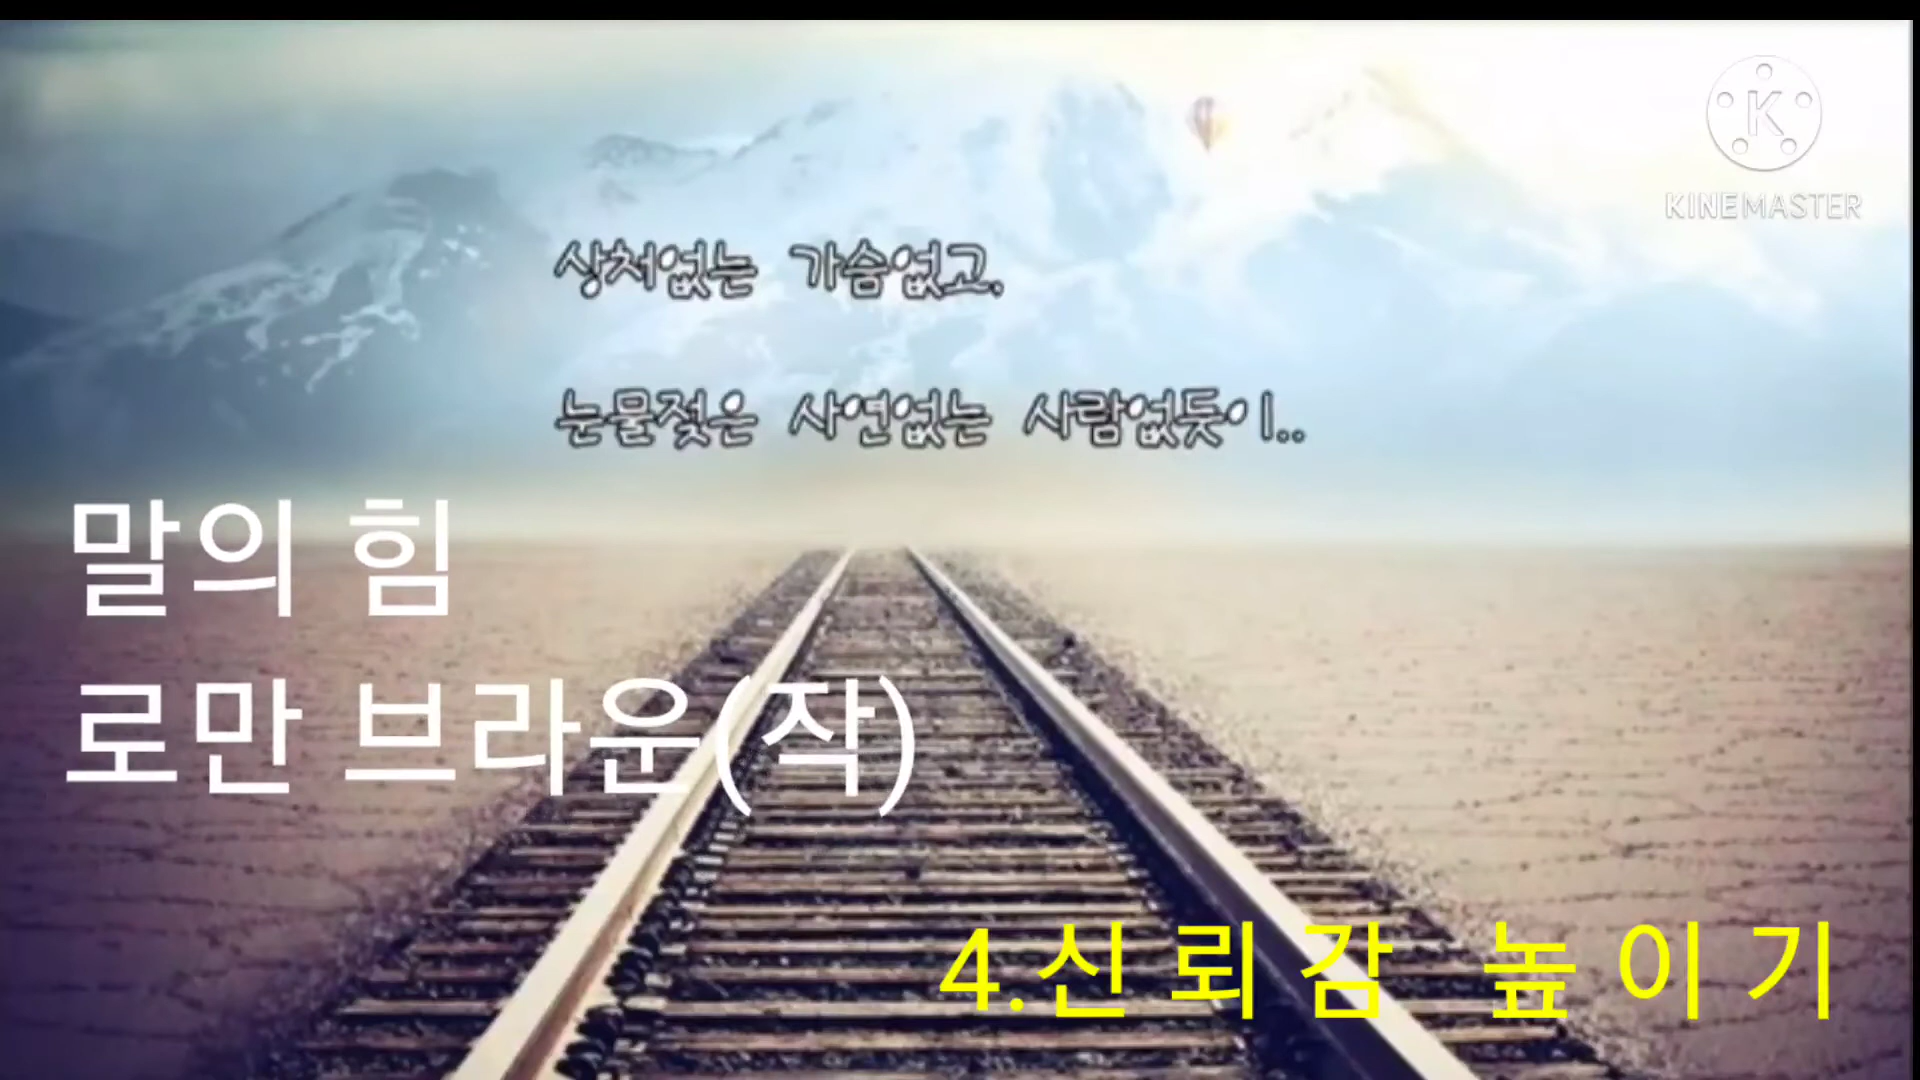 K
KINEMASTER
상처없는 가슴없고,
눈물젖은 사연없는 사람없듯이..
말의 힘
로만 브라운(작)
4.신뢰감 높이기